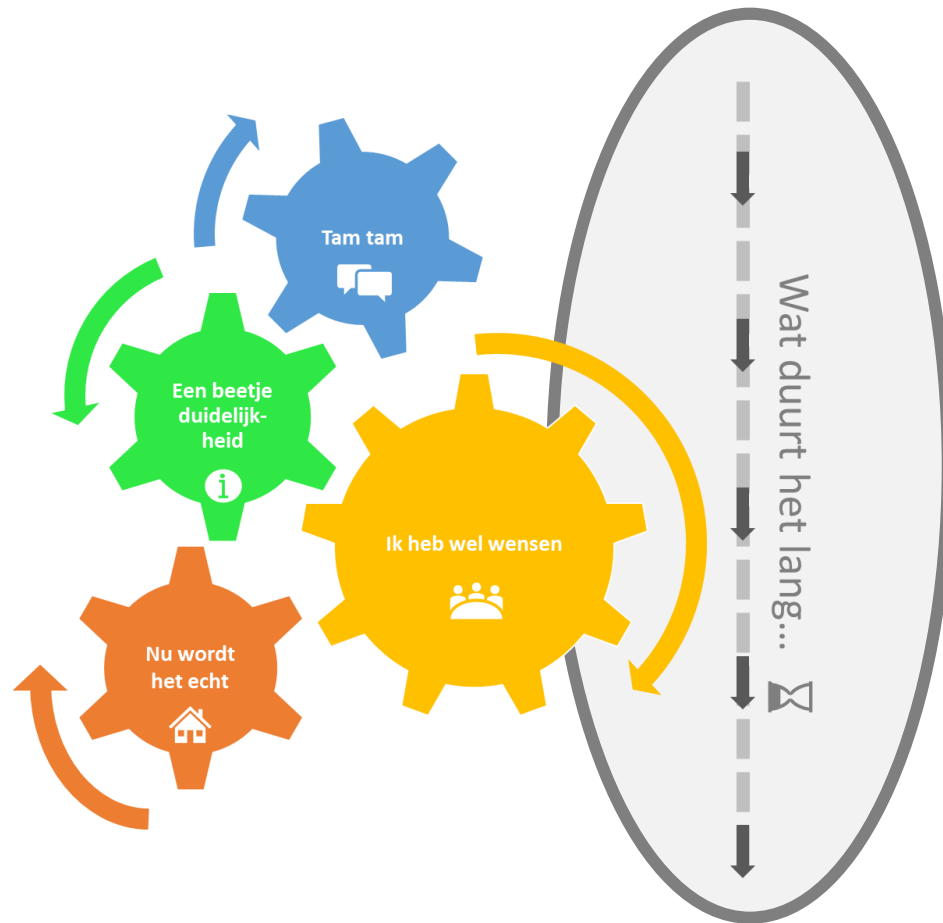 Tam tam
Een beetje
duidelijk-
heid
Ik heb wel wensen
Nu wordt
het echt
Wat duurt het lang...